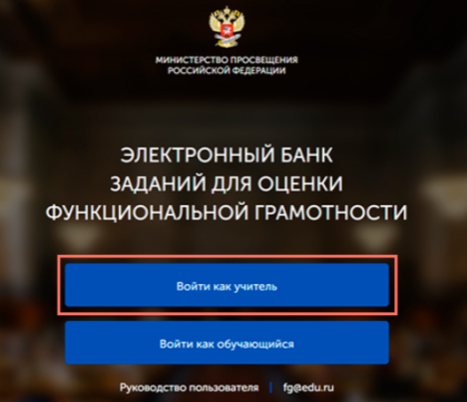 МИНИСТЕРСТВО ПРОСВЕЩЕНИЯ
РОССИЙСКОЙ ФЕДЕРАЦИИ
ЭЛЕКТРОННЫЙ БАНК
ЗАДАНИЙ ДЛЯ ОЦЕНКИ
ФУНКЦИОНАЛЬНОЙ ГРАМОТНОСТИ
Войти как учитель
Войти как обучающийся
Руководство пользователя | fg@edu.ru